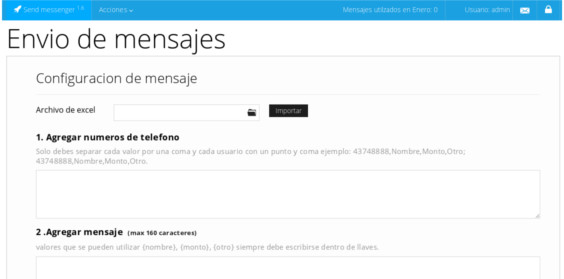 Send messenger 1.6 Acciones Mensajes utilzados en Enero: 0 Usuario: admin
Envio de mensajes
Configuracion de mensaje
Archivo de excel Importar
1. Agregar numeros de telefono
Solo debes separar cada valor por una coma y cada usuario con un punto y coma ejemplo: 43748888,Nombre,Monto,Otro;
43748888,Nombre,Monto,Otro.
2 .Agregar mensaje (max 160 caracteres)
valores que se pueden utilizar {nombre}, {monto}, {otro} siempre debe escribirse dentro de llaves.